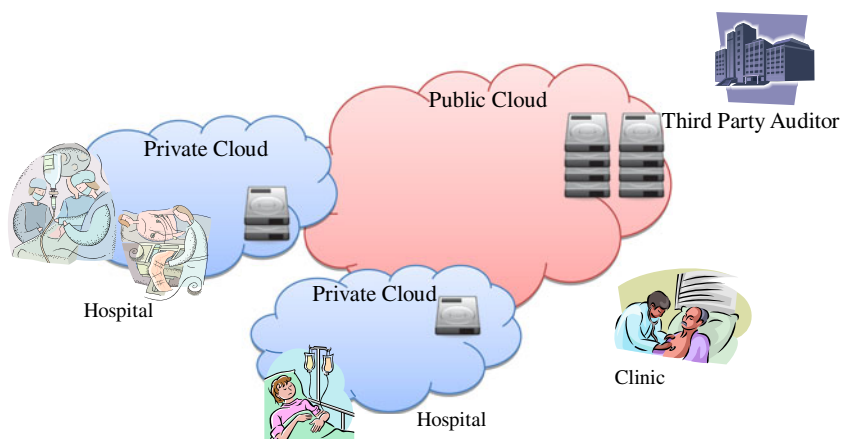 Public Cloud
Third Party Auditor
Private Cloud
Private Cloud
Hospital
Clinic
Hospital